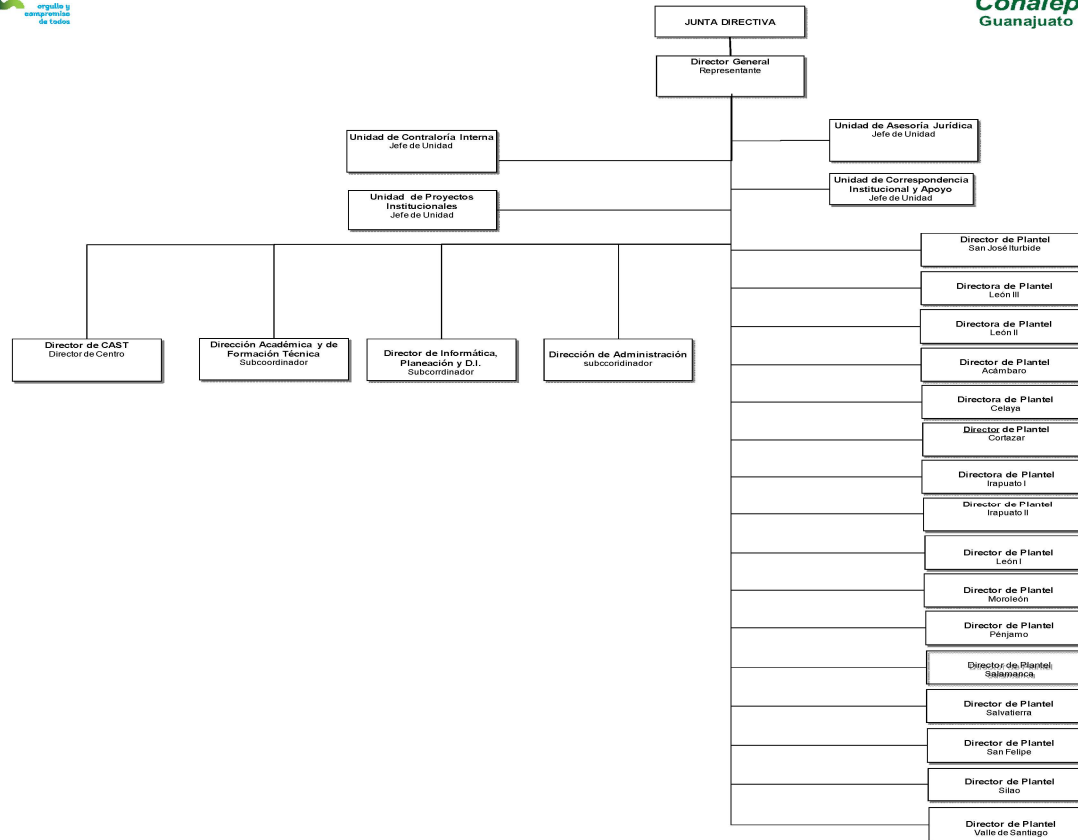 orgullo y
compromiso
de todos
Conalep
Guanajuato
JUNTA DIRECTIVA
Director General
Representante
Unidad de Contraloría Interna
Jefe de Unidad
Unidad de Asesoría Jurídica
Jefe de Unidad
Unidad de Proyectos
Institucionales
Jefe de Unidad
Unidad de Correspondencia
Institucional y Apoyo
Jefe de Unidad
Director de CAST
Director de Centro
Dirección Académica y de
Formación Técnica
Subcoordinador
Director de Informática,
Planeación y D.I.
Subcorrdinador
Dirección de Administración
subccoridinador
Director de Plantel
San José Iturbide
Directora de Plantel
León III
Directora de Plantel
León II
Director de Plantel
Acámbaro
Directora de Plantel
Celaya
Director de Plantel
Cortazar
Directora de Plantel
Irapuato I
Director de Plantel
Irapuato II
Director de Plantel
León I
Director de Plantel
Moroleón
Director de Plantel
Pénjamo
Director de Plantel
Salamanca
Director de Plantel
Salvatierra
Director de Plantel
San Felipe
Director de Plantel
Silao
Director de Plantel
Valle de Santiago